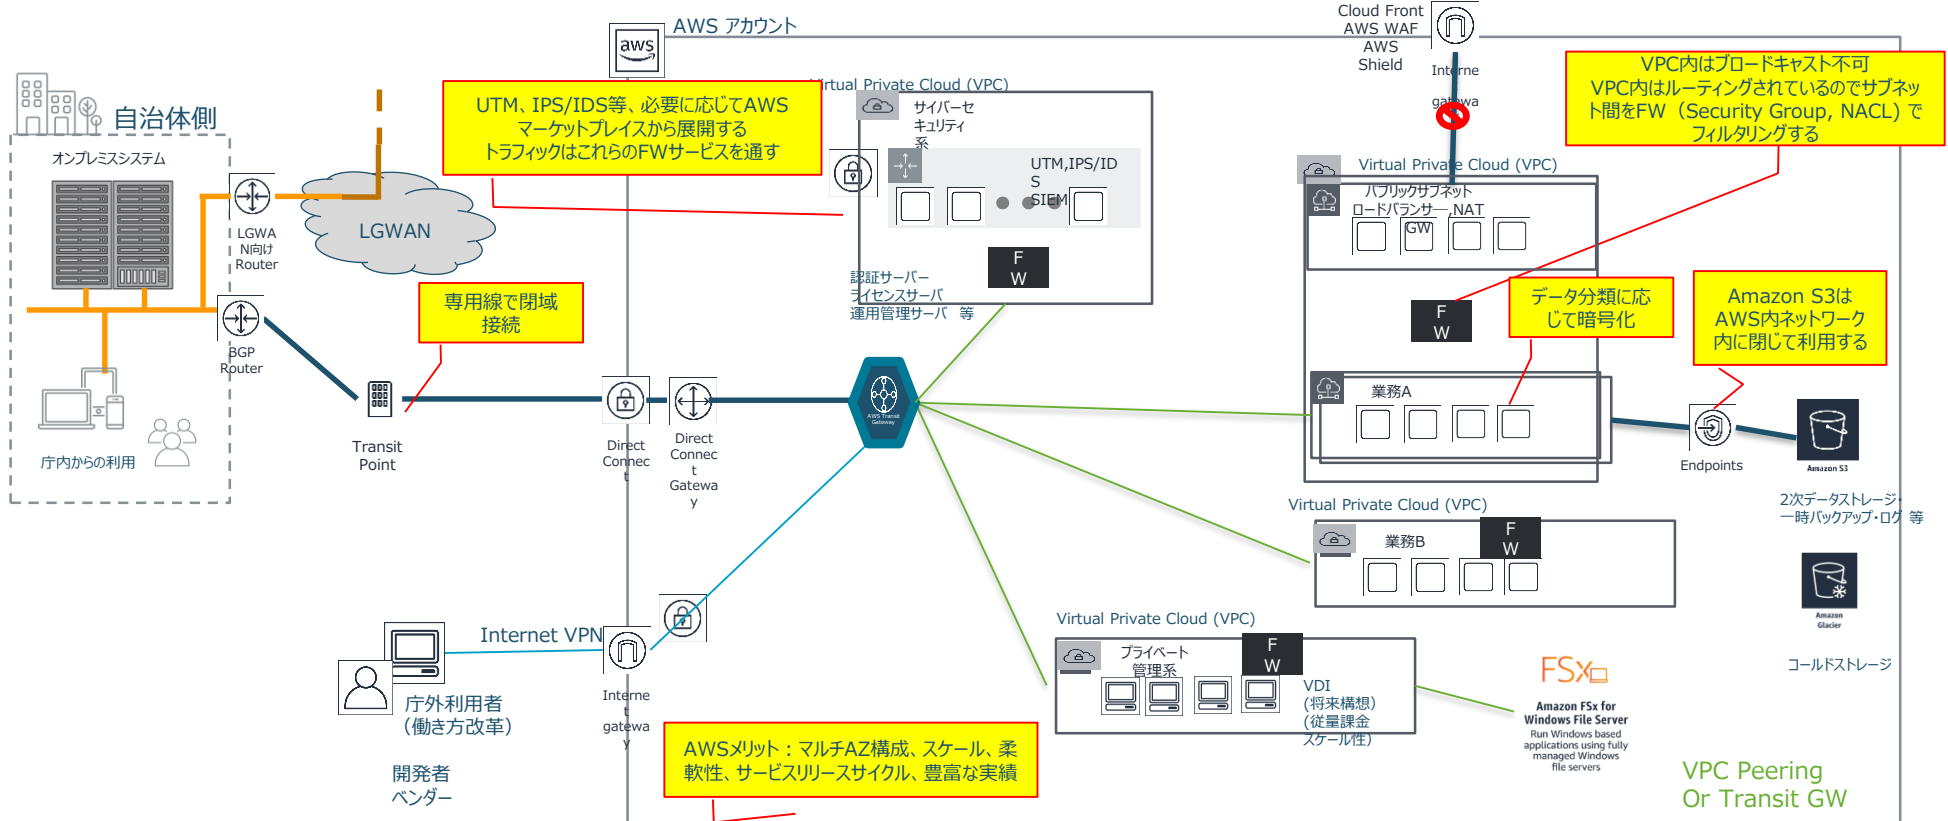 AWS アカウント
aws
Cloud Front
AWS WAF
AWS
Shield
Interne
gatewa
自治体側
オンプレミスシステム
UTM、IPS/IDS等、必要に応じてAWS
マーケットプレイスから展開する
トラフィックはこれらのFWサービスを通す
Virtual Private Cloud (VPC)
サイバーセ
キュリティ
系
UTM,IPS/ID
S
SIEM
F
W
認証サーバー
ライセンスサーバ
運用管理サーバ 等
VPC内はブロードキャスト不可
VPC内はルーティングされているのでサブネッ
ト間をFW（Security Group, NACL) で
フィルタリングする
Virtual Private Cloud (VPC)
パブリックサブネット
ロードバランサー,NAT
GW
F
W
データ分類に応
じて暗号化
Amazon S3は
AWS内ネットワーク
内に閉じて利用する
LGWA
N向け
Router
LGWAN
BGP
Router
専用線で閉域
接続
庁内からの利用
Transit
Point
Direct
Connec
t
Direct
Connec
t
Gatewa
y
AWS Transit
Gateway
業務A
Endpoints
Amazon S3
2次データストレージ・
一時バックアップ・ログ 等
Virtual Private Cloud (VPC)
業務B
F
W
Amazon
Glacier
コールドストレージ
Virtual Private Cloud (VPC)
プライベート
管理系
F
W
VDI
(将来構想)
(従量課金
スケール性)
FSx
Amazon FSx for
Windows File Server
Run Windows based
applications using fully
managed Windows
file servers
Internet VPN
Interne
t
gatewa
y
庁外利用者
（働き方改革）
開発者
ベンダー
AWSメリット：マルチAZ構成、スケール、柔
軟性、サービスリリースサイクル、豊富な実績
VPC Peering
Or Transit GW